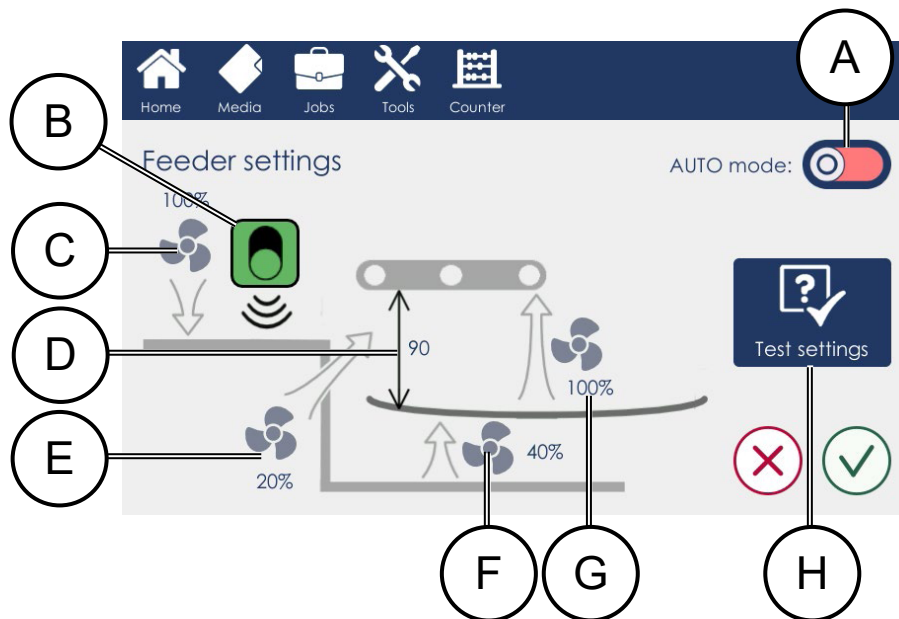 A
Home Media Jobs Tools Counter
B
Feeder settings
AUTO mode:
100%
C
D
90
Test settings
100%
E
40%
20%
F G H